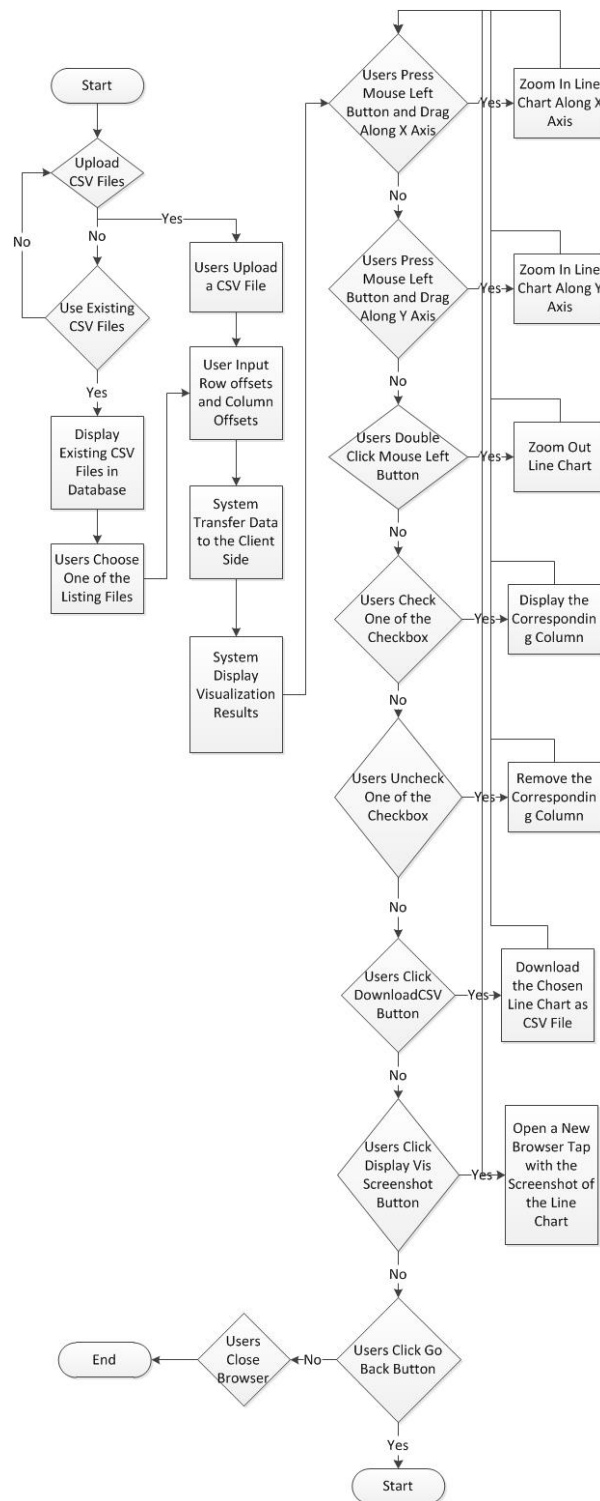 Start
Upload
CSV Files
No
No
Yes
Use Existing
CSV Files
Yes
Display
Existing CSV
Files in
Database
Users Choose
One of the
Listing Files
Users Upload
a CSV File
User Input
Row offsets
and Column
Offsets
System
Transfer Data
to the Client
Side
System
Display
Visualization
Results
Users Press
Mouse Left
Button and Drag
Along X Axis
Yes
Zoom In Line
Chart Along X
Axis
No
Users Press
Mouse Left
Button and Drag
Along Y Axis
Yes
Zoom In Line
Chart Along Y
Axis
No
Users Double
Click Mouse Left
Button
Yes
Zoom Out
Line Chart
No
Users Check
One of the
Checkbox
Yes
Display the
Correspondin
g Column
No
Users Uncheck
One of the
Checkbox
Yes
Remove the
Correspondin
g Column
No
Users Click
DownloadCSV
Button
Yes
Download
the Chosen
Line Chart as
CSV File
No
Users Click
Display Vis
Screenshot
Button
Yes
Open a New
Browser Tap
with the
Screenshot of
the Line
Chart
No
Users Click Go
Back Button
No
Users
Close
Browser
End
Yes
Start